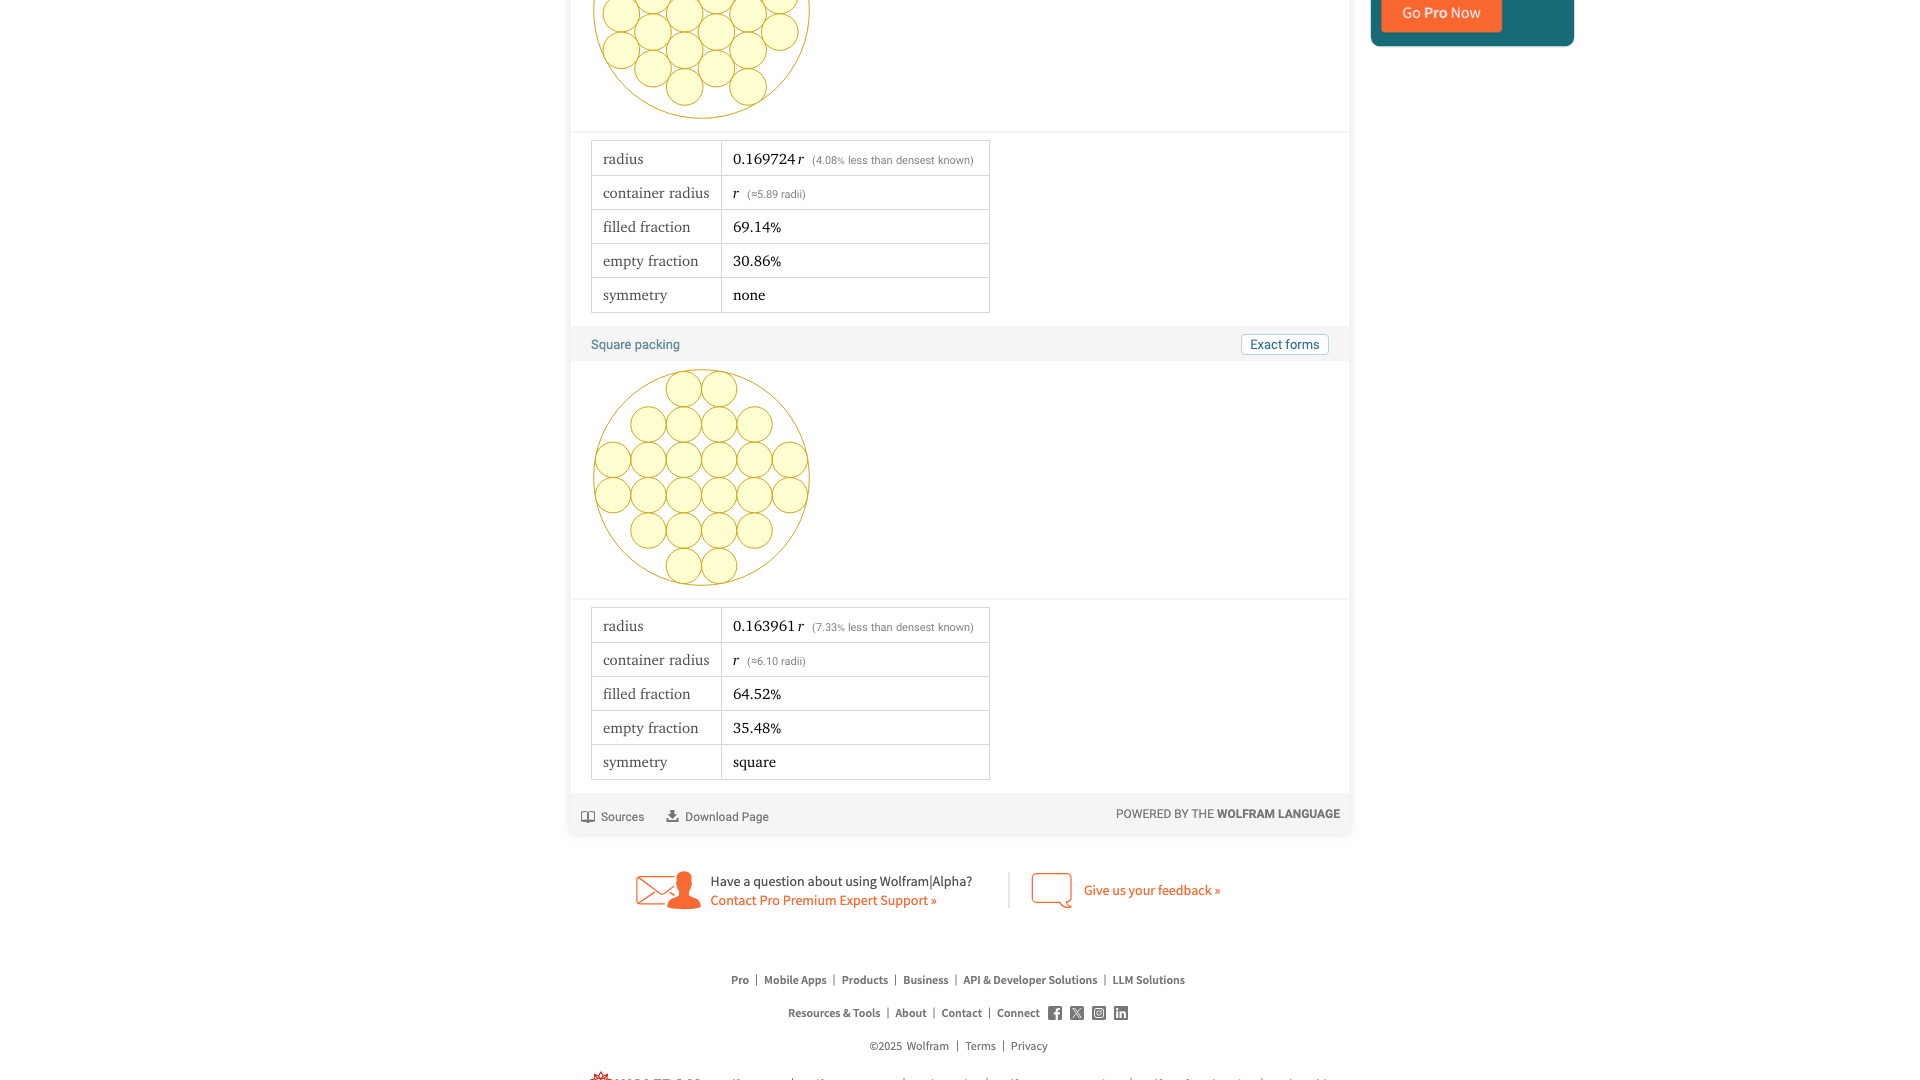 Go Pro Now
radius 0.169724 r (4.08% less than densest known)
container radius r (≈5.89 radii)
filled fraction 69.14%
empty fraction 30.86%
symmetry none
Square packing Exact forms
radius 0.163961 r (7.33% less than densest known)
container radius r (≈6.10 radii)
filled fraction 64.52%
empty fraction 35.48%
symmetry square
Sources Download Page POWERED BY THE WOLFRAM LANGUAGE
Have a question about using Wolfram|Alpha?
Contact Pro Premium Expert Support »
Give us your feedback »
Pro | Mobile Apps | Products | Business | API & Developer Solutions | LLM Solutions
Resources & Tools | About | Contact | Connect
©2025 Wolfram | Terms | Privacy